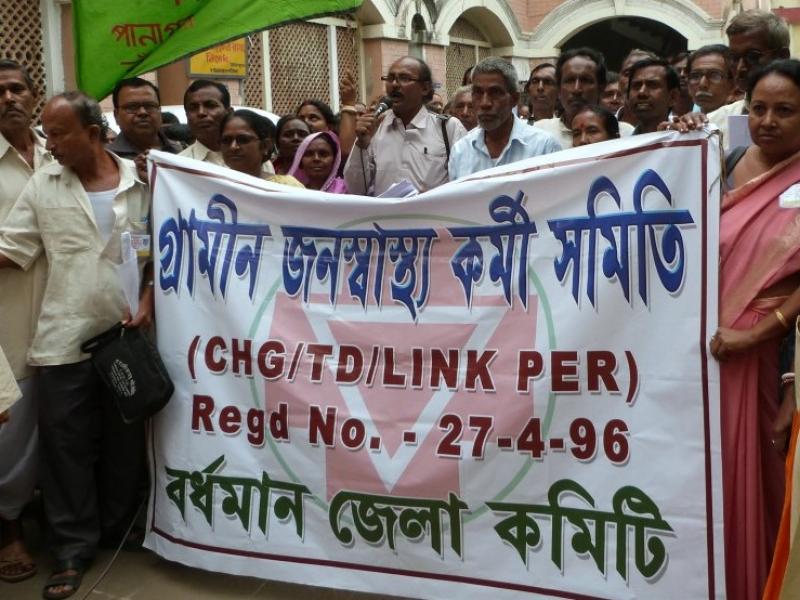 পানাগ
গ্রামীন জনস্বাস্থ্য কর্মী সমিতি
(CHG/TD/LINK PER)
Regd No. - 27-4-96
বর্ধমান জেলা কমিটি